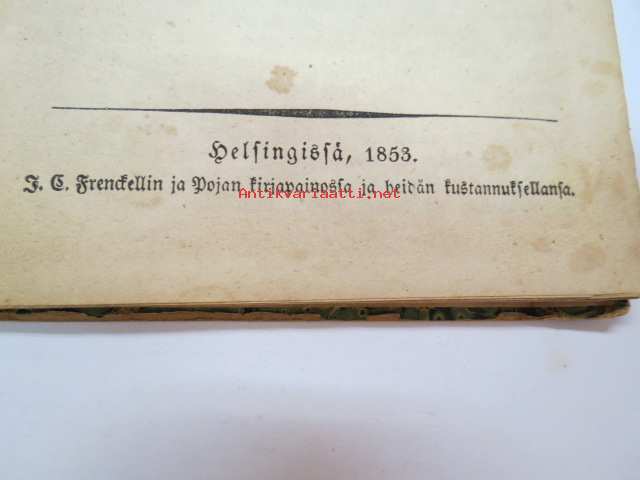 Helsingissä, 1853.
J. C. Frenckellin ja Pojan kirjapainossa ja heidän kustannuksellansa.
Antikvariaatti.net